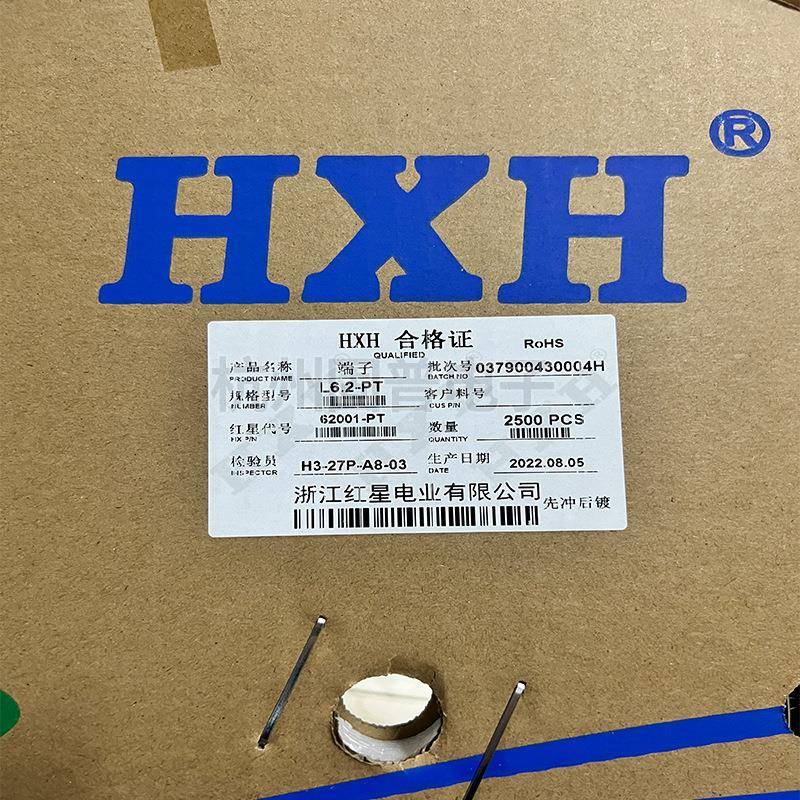 HXH®
HXH 合格证
QUALIFIED
RoHS
产品名称 端子 批次号 037900430004H
PRODUCT NAME BATCH NO
规格型号 L6.2-PT 客户料号
NUMBER CUS P/N
红星代号 62001-PT 数量 2500 PCS
HX P/N QUANTITY
检验员 H3-27P-A8-03 生产日期 2022.08.05
INSPECTOR DATE
浙江红星电业有限公司
先冲后镀